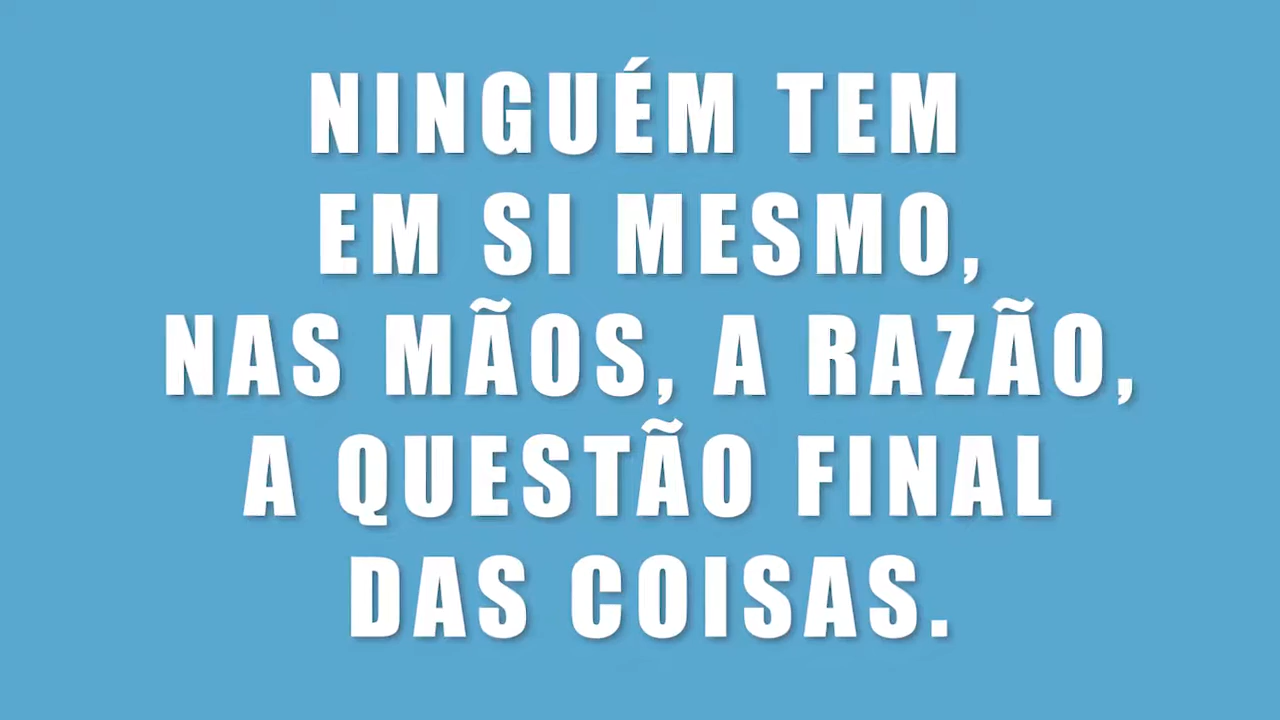 NINGUÉM TEM
EM SI MESMO,
NAS MÃOS, A RAZÃO,
A QUESTÃO FINAL
DAS COISAS.